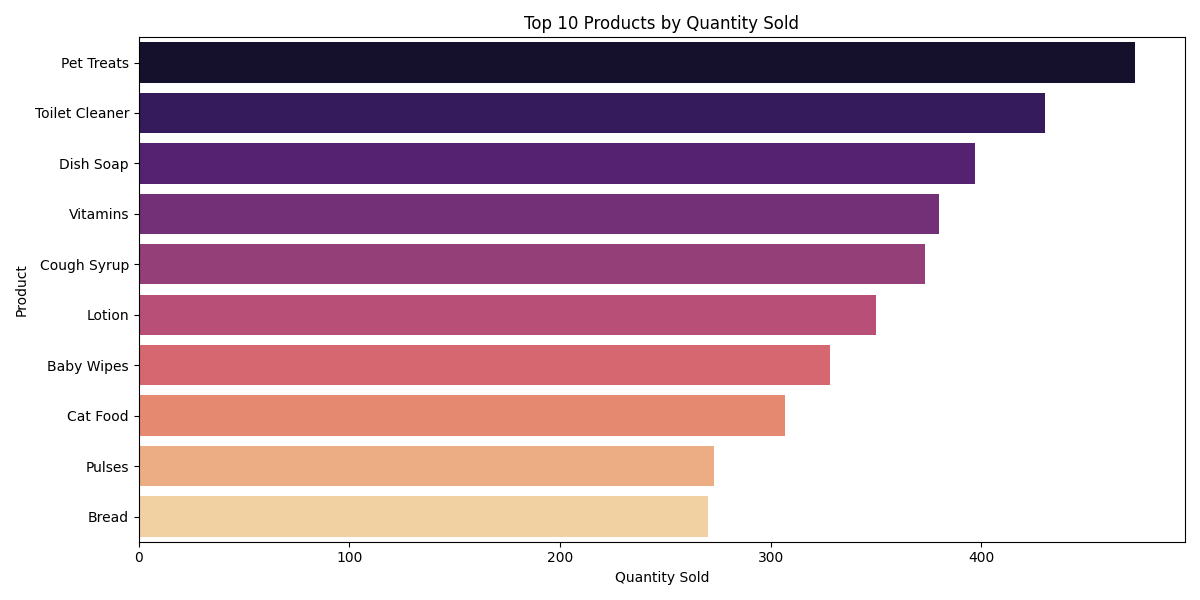 Top 10 Products by Quantity Sold
Product
Pet Treats
Toilet Cleaner
Dish Soap
Vitamins
Cough Syrup
Lotion
Baby Wipes
Cat Food
Pulses
Bread
0 100 200 300 400
Quantity Sold